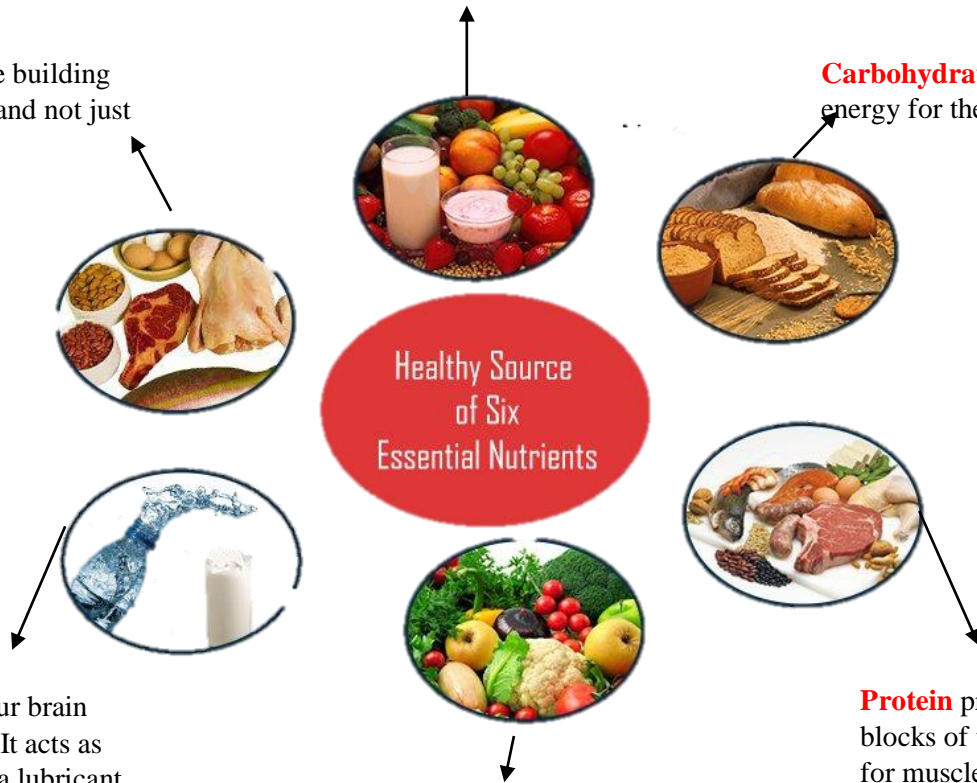 e building
and not just
Carbohydra
energy for the
Healthy Source
of Six
Essential Nutrients
ur brain
It acts as
a lubricant
Protein pr
blocks of
for muscle